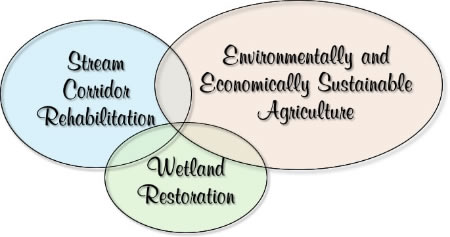 Stream
Corridor
Rehabilitation
Environmentally and
Economically Sustainable
Agriculture
Wetland
Restoration